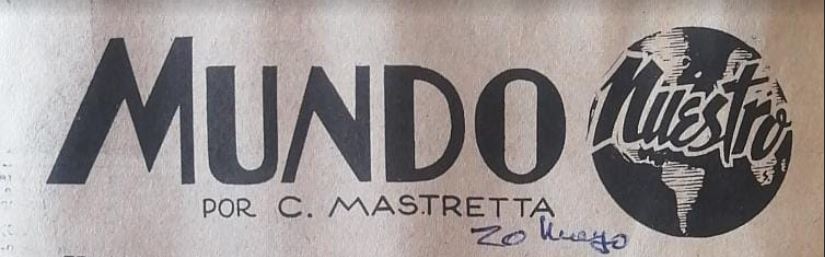 MUNDO Nuestro
POR C. MASTRETTA
20 Mayo